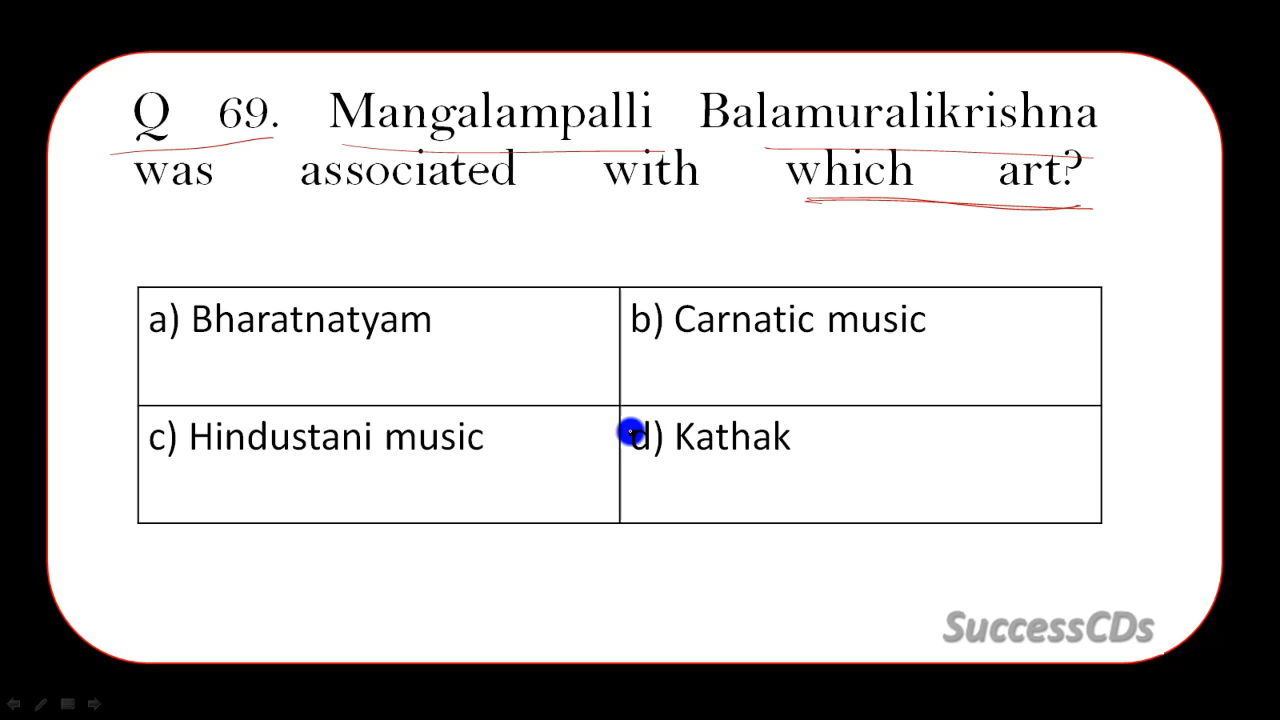 Q 69. Mangalampalli Balamuralikrishna
was associated with which art?
a) Bharatnatyam
b) Carnatic music
c) Hindustani music
d) Kathak
SuccessCDs